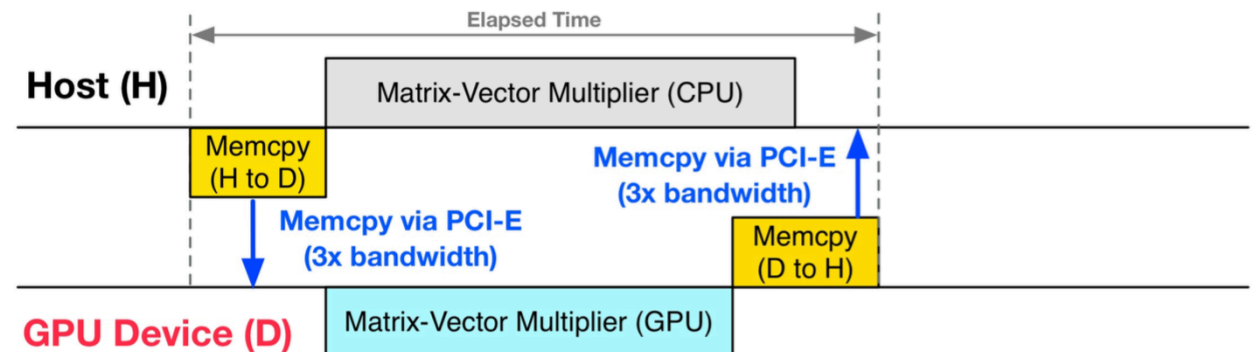 Elapsed Time
Host (H)
Matrix-Vector Multiplier (CPU)
Memcpy
(H to D)
Memcpy via PCI-E
(3x bandwidth)
Memcpy via PCI-E
(3x bandwidth)
Memcpy
(D to H)
GPU Device (D)
Matrix-Vector Multiplier (GPU)